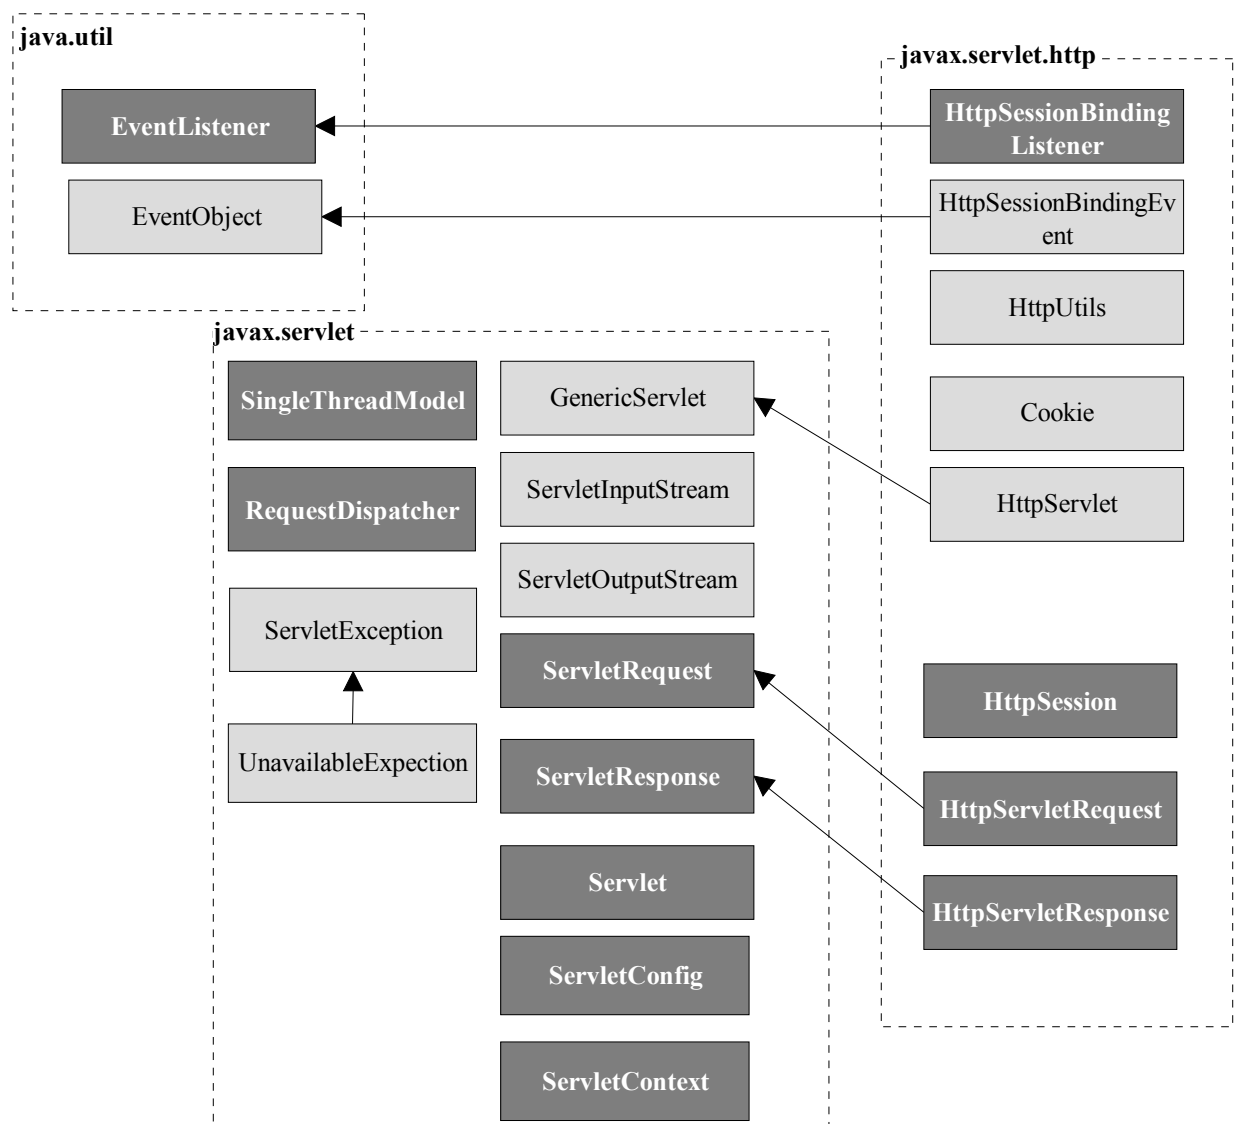 java.util
EventListener
EventObject
javax.servlet.http
HttpSessionBinding
Listener
HttpSessionBindingEv
ent
HttpUtils
Cookie
HttpServlet
HttpSession
HttpServletRequest
HttpServletResponse
javax.servlet
SingleThreadModel
RequestDispatcher
ServletException
UnavailableExpection
GenericServlet
ServletInputStream
ServletOutputStream
ServletRequest
ServletResponse
Servlet
ServletConfig
ServletContext